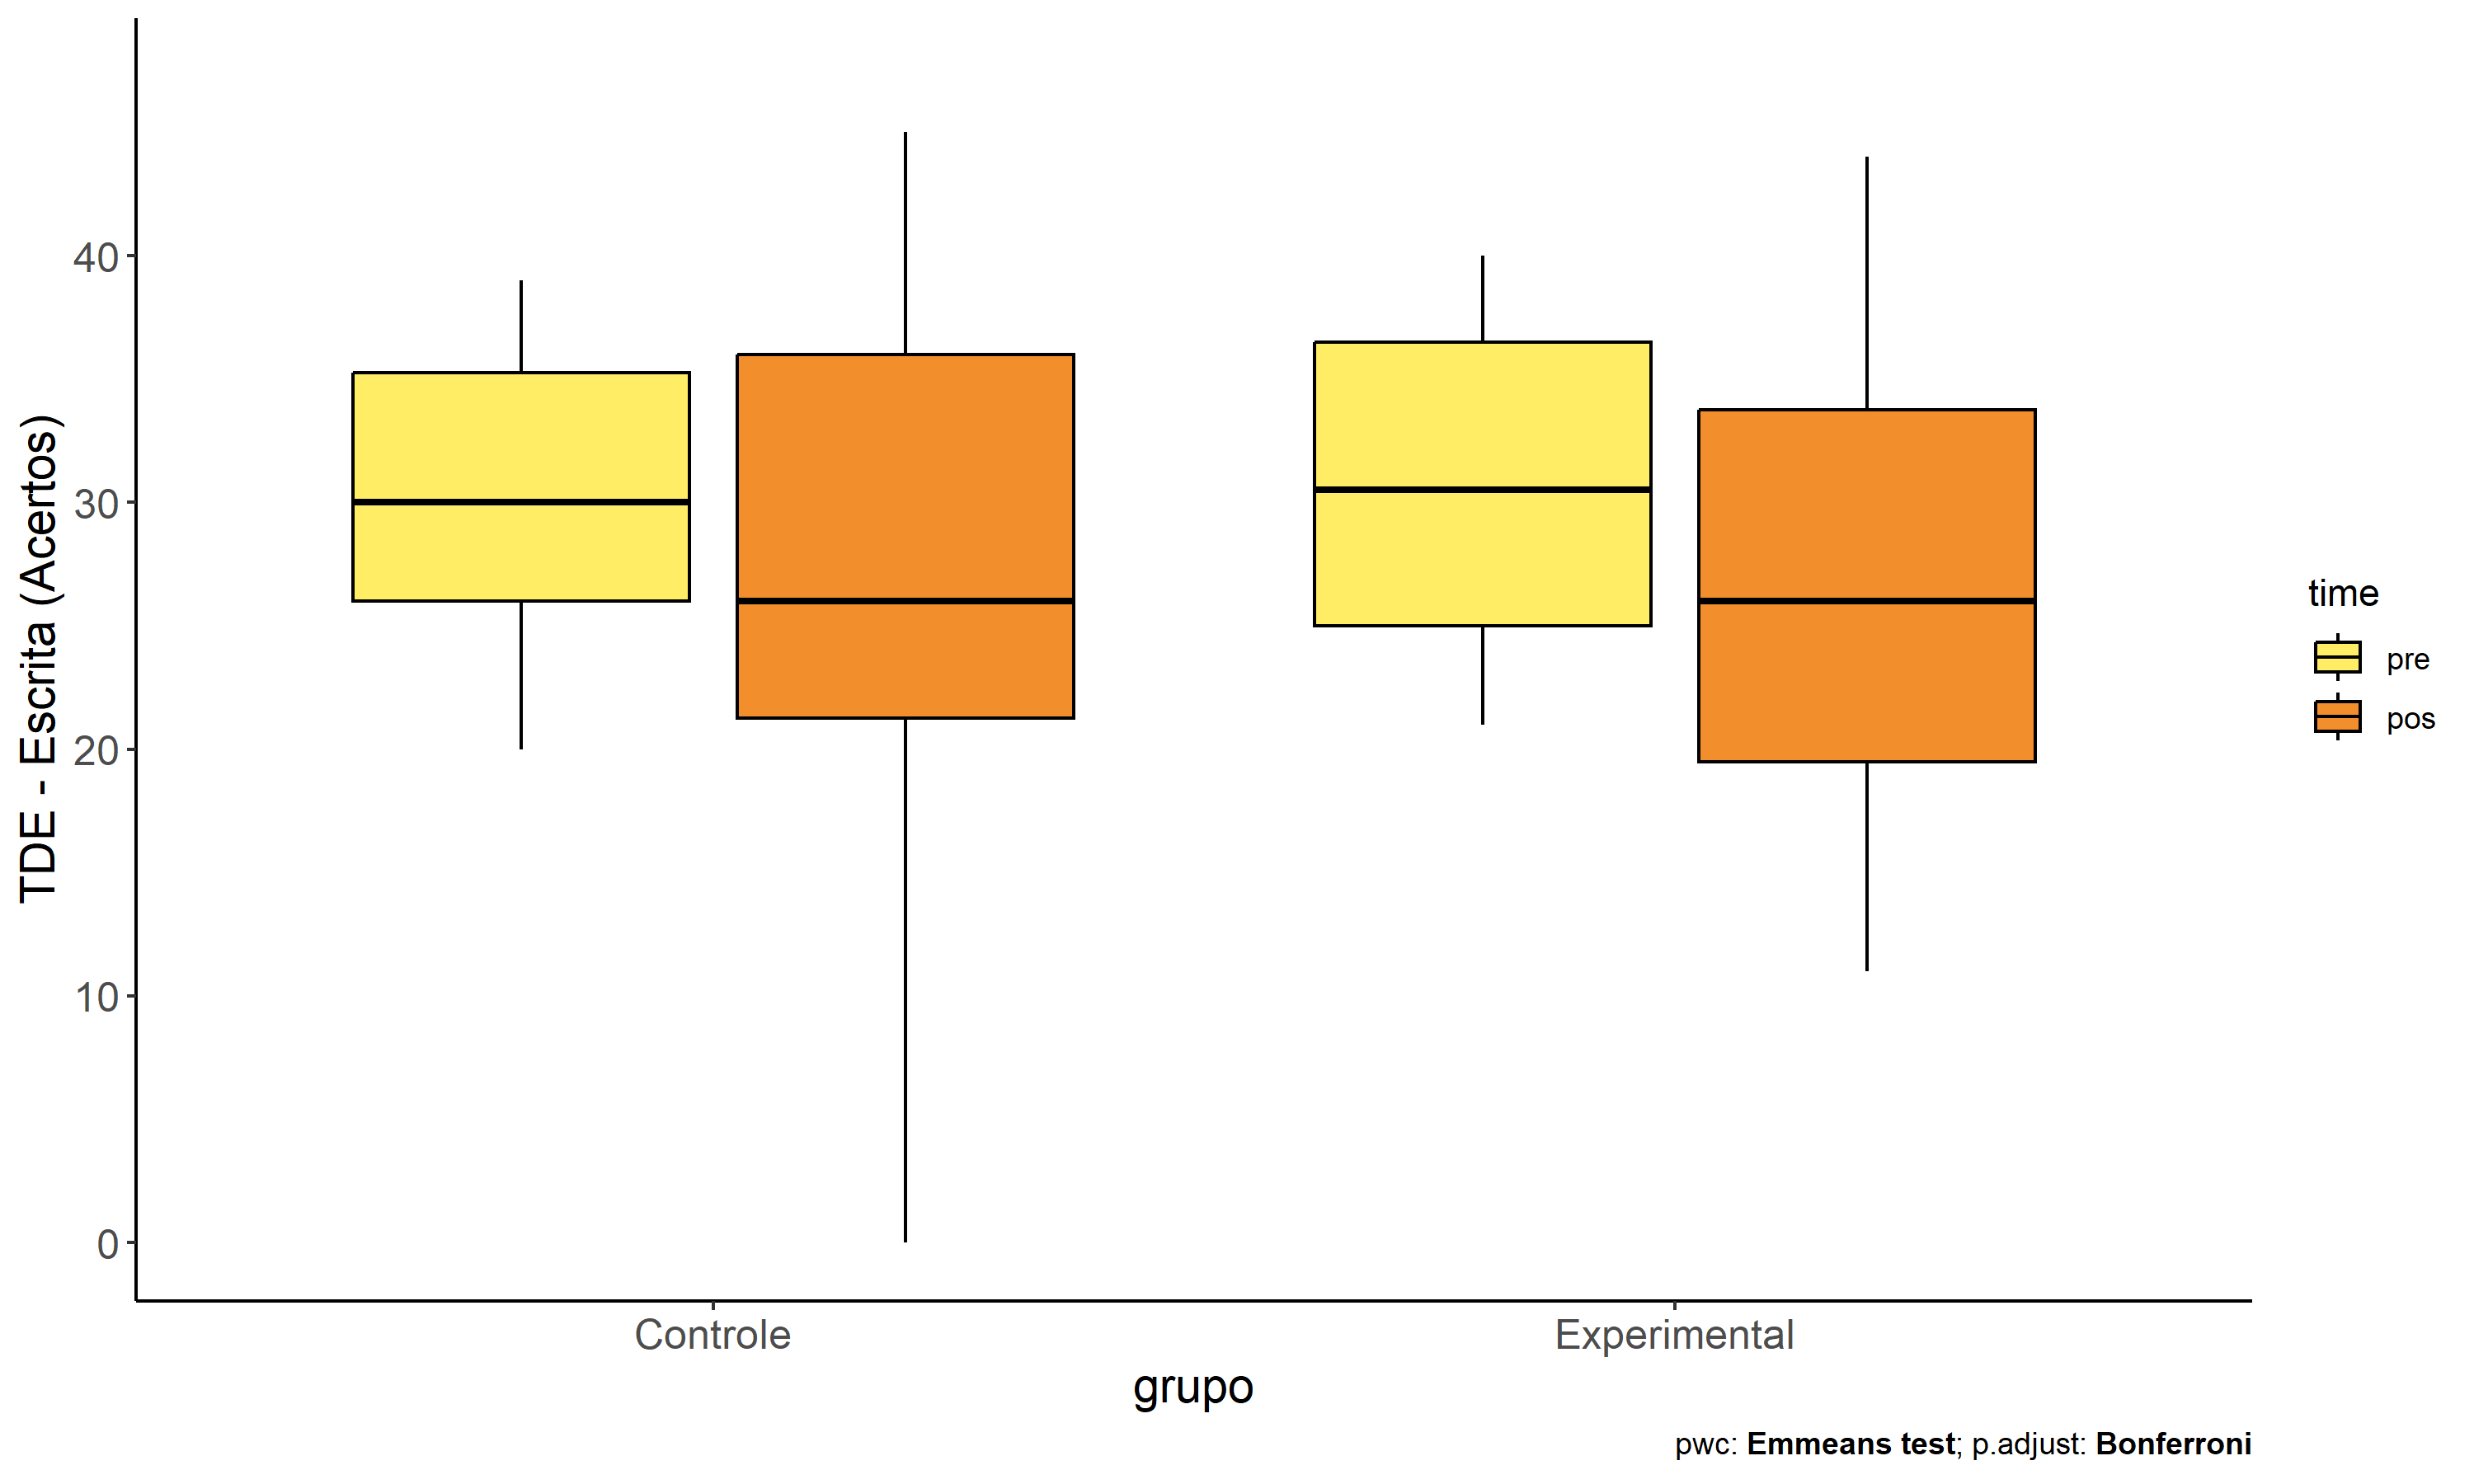 TDE - Escrita (Acertos)
40
30
20
10
0
Controle
Experimental
grupo
time
pre
pos
pwc: Emmeans test; p.adjust: Bonferroni